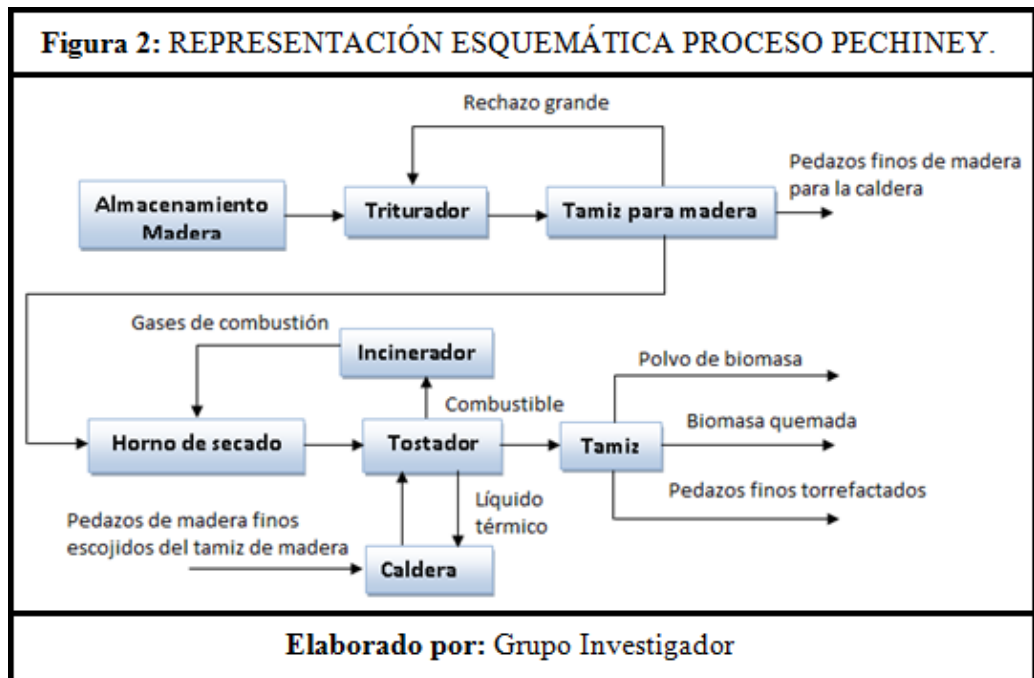 Figura 2: REPRESENTACIÓN ESQUEMÁTICA PROCESO PECHINEY.
Rechazo grande
Pedazos finos de madera
para la caldera
Almacenamiento
Madera
Triturador
Tamiz para madera
Gases de combustión
Incinerador
Polvo de biomasa
Combustible
Biomasa quemada
Horno de secado
Tostador
Tamiz
Pedazos finos torrefactados
Líquido
térmico
Pedazos de madera finos
escojidos del tamiz de madera
Caldera
Elaborado por: Grupo Investigador